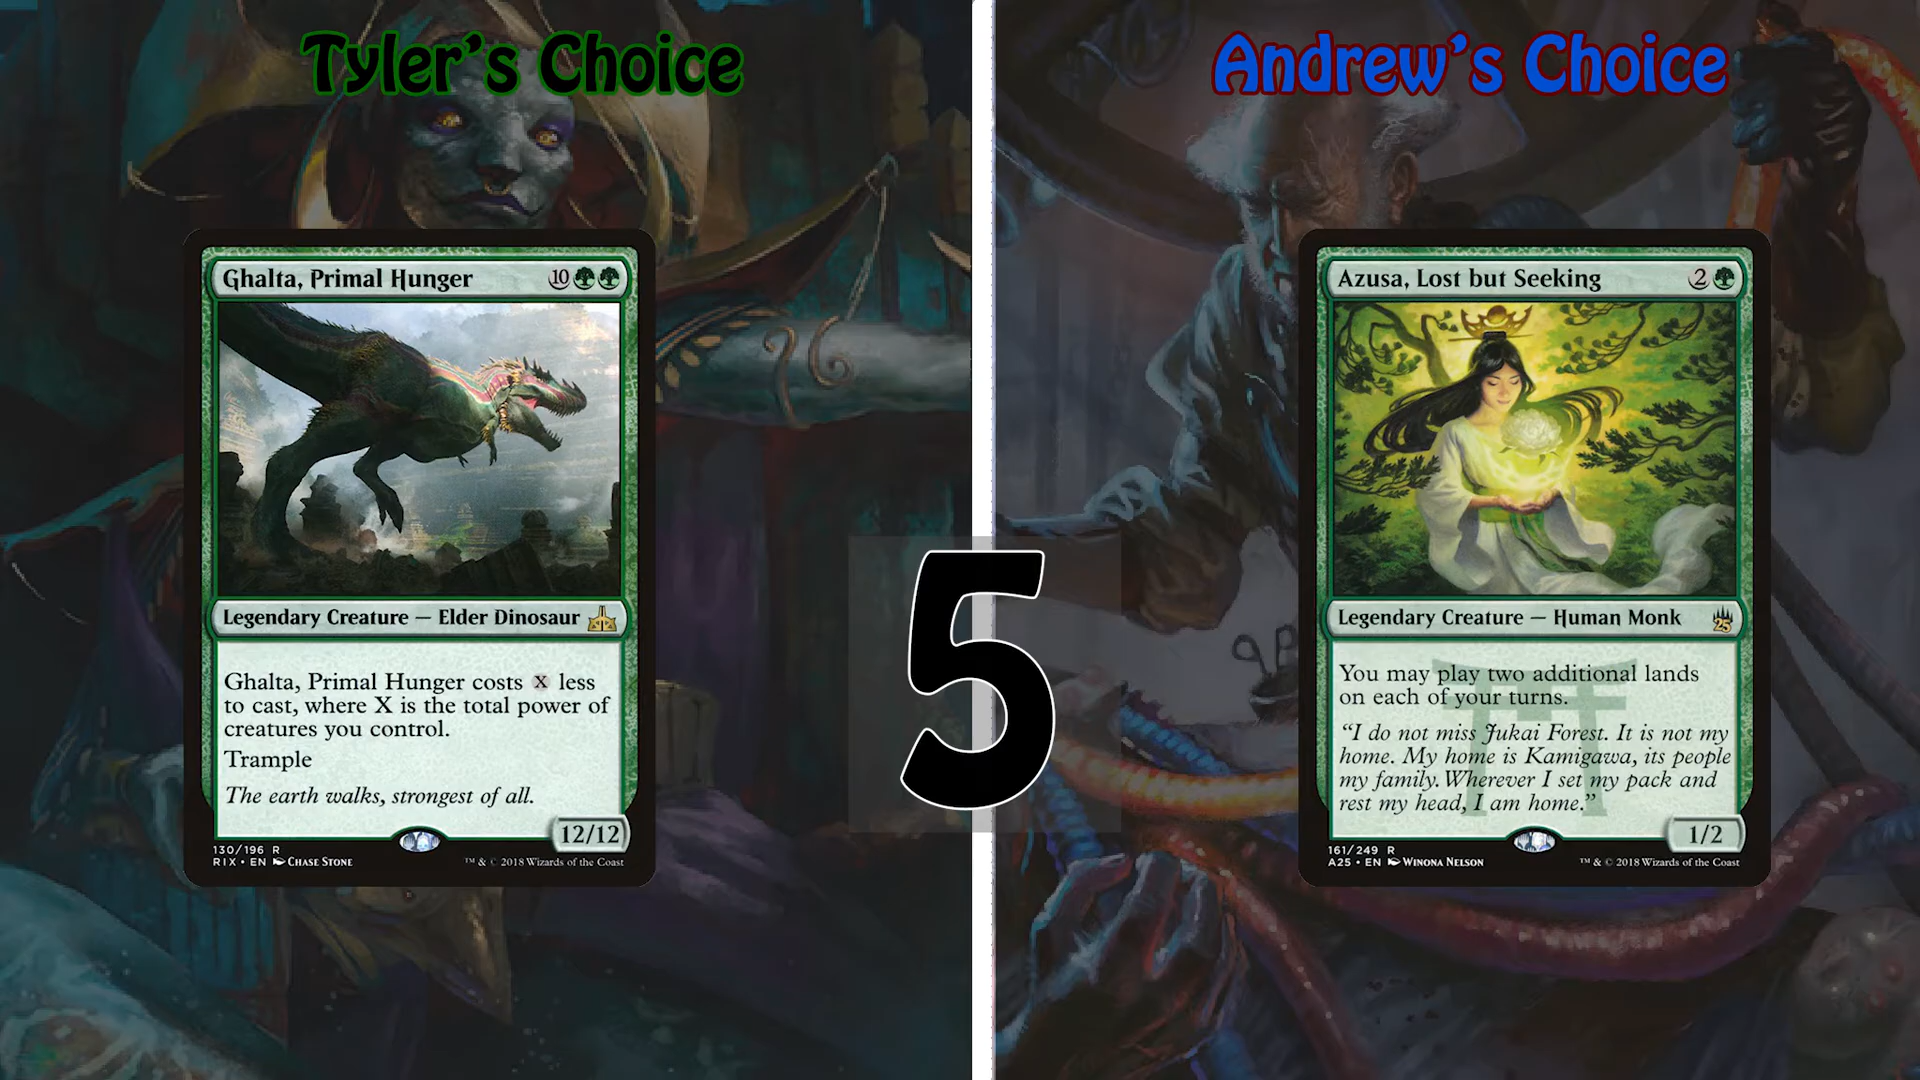 Tyler's Choice
Andrew's Choice
Ghalta, Primal Hunger 10
Legendary Creature — Elder Dinosaur
Ghalta, Primal Hunger costs X less
to cast, where X is the total power of
creatures you control.
Trample
The earth walks, strongest of all.
12/12
130/196 R
RIX • EN Chase Stone
™ & © 2018 Wizards of the Coast
5
Azusa, Lost but Seeking 2
Legendary Creature — Human Monk
25
You may play two additional lands
on each of your turns.
“I do not miss Jukai Forest. It is not my
home. My home is Kamigawa, its people
my family. Wherever I set my pack and
rest my head, I am home.”
1/2
161/249 R
A25 • EN Winona Nelson
™ & © 2018 Wizards of the Coast